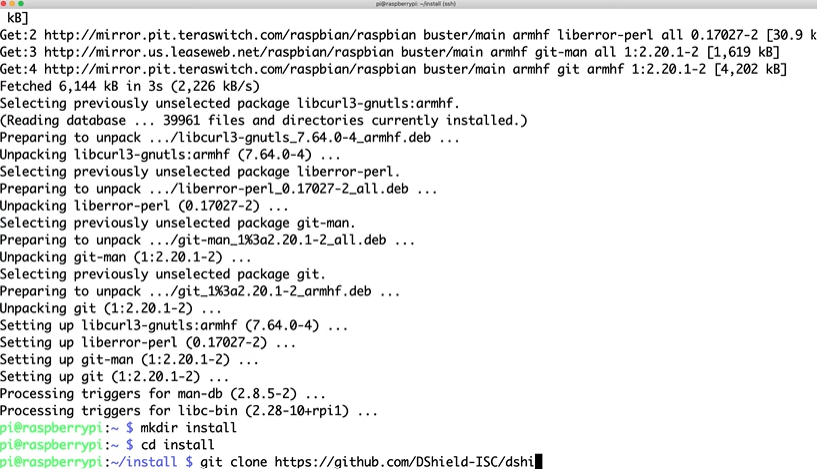 pi@raspberrypi: ~/install (ssh)
kB]
Get:2 http://mirror.pit.teraswitch.com/raspbian/raspbian buster/main armhf liberror-perl all 0.17027-2 [30.9 k
Get:3 http://mirror.us.leaseweb.net/raspbian/raspbian buster/main armhf git-man all 1:2.20.1-2 [1,619 kB]
Get:4 http://mirror.pit.teraswitch.com/raspbian/raspbian buster/main armhf git armhf 1:2.20.1-2 [4,202 kB]
Fetched 6,144 kB in 3s (2,226 kB/s)
Selecting previously unselected package libcurl3-gnutls:armhf.
(Reading database ... 39961 files and directories currently installed.)
Preparing to unpack .../libcurl3-gnutls_7.64.0-4_armhf.deb ...
Unpacking libcurl3-gnutls:armhf (7.64.0-4) ...
Selecting previously unselected package liberror-perl.
Preparing to unpack .../liberror-perl_0.17027-2_all.deb ...
Unpacking liberror-perl (0.17027-2) ...
Selecting previously unselected package git-man.
Preparing to unpack .../git-man_1%3a2.20.1-2_all.deb ...
Unpacking git-man (1:2.20.1-2) ...
Selecting previously unselected package git.
Preparing to unpack .../git_1%3a2.20.1-2_armhf.deb ...
Unpacking git (1:2.20.1-2) ...
Setting up libcurl3-gnutls:armhf (7.64.0-4) ...
Setting up liberror-perl (0.17027-2) ...
Setting up git-man (1:2.20.1-2) ...
Setting up git (1:2.20.1-2) ...
Processing triggers for man-db (2.8.5-2) ...
Processing triggers for libc-bin (2.28-10+rpi1) ...
pi@raspberrypi:~ $ mkdir install
pi@raspberrypi:~ $ cd install
pi@raspberrypi:~/install $ git clone https://github.com/DShield-ISC/dshi